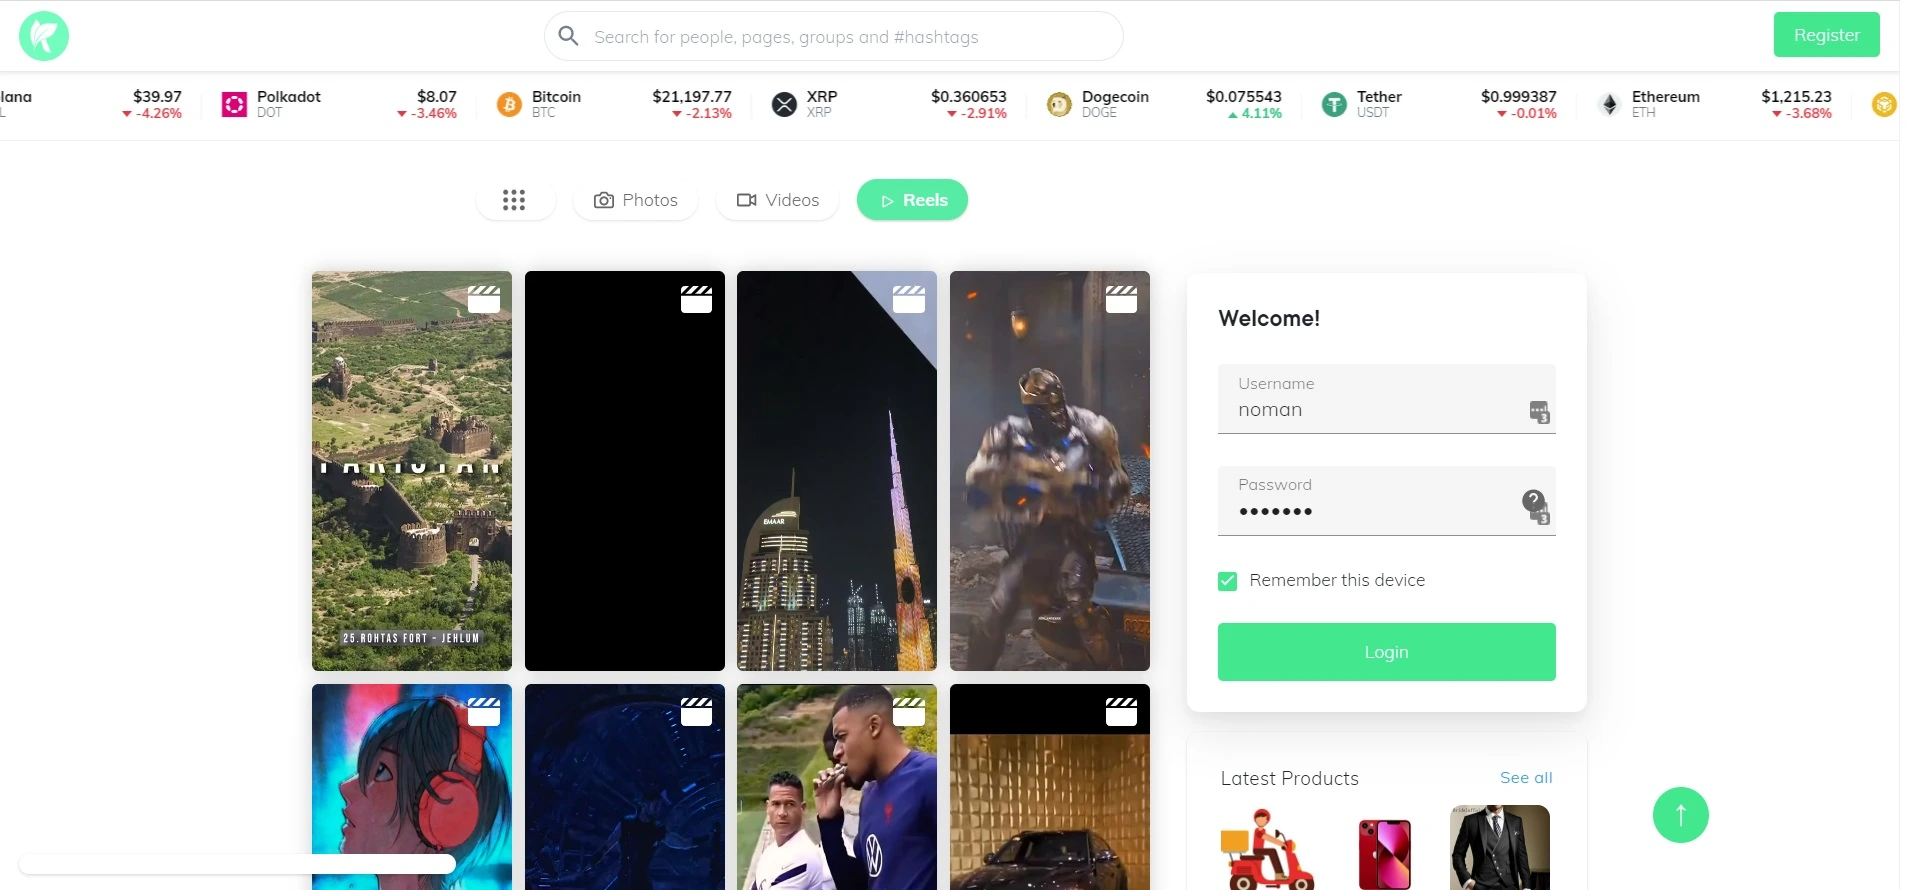 Search for people, pages, groups and #hashtags
Register
lana $39.97
L -4.26%
Polkadot $8.07
DOT -3.46%
Bitcoin $21,197.77
BTC -2.13%
XRP $0.360653
XRP -2.91%
Dogecoin $0.075543
DOGE 4.11%
Tether $0.999387
USDT -0.01%
Ethereum $1,215.23
ETH -3.68%
Photos
Videos
Reels
PAKISTAN
25.ROHTAS FORT - JEHLUM
EMAAR
Welcome!
Username
noman
3
Password
•••••••
?
3
Remember this device
Login
Latest Products
See all